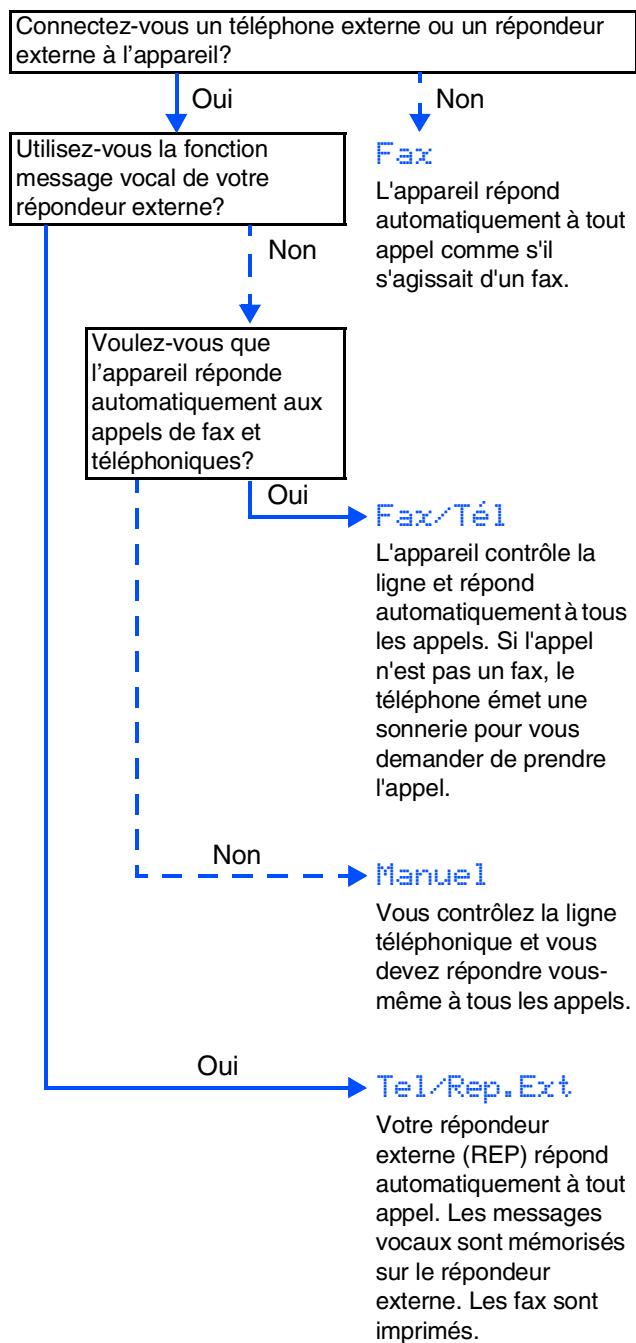 Connectez-vous un téléphone externe ou un répondeur
externe à l’appareil?
Oui
Non
Utilisez-vous la fonction
message vocal de votre
répondeur externe?
Fax
L'appareil répond
automatiquement à tout
appel comme s'il
s'agissait d'un fax.
Non
Voulez-vous que
l’appareil réponde
automatiquement aux
appels de fax et
téléphoniques?
Oui
Fax/Tél
L'appareil contrôle la
ligne et répond
automatiquement à tous
les appels. Si l'appel
n'est pas un fax, le
téléphone émet une
sonnerie pour vous
demander de prendre
l'appel.
Non
Manuel
Vous contrôlez la ligne
téléphonique et vous
devez répondre vous-
même à tous les appels.
Oui
Tel/Rep.Ext
Votre répondeur
externe (REP) répond
automatiquement à tout
appel. Les messages
vocaux sont mémorisés
sur le répondeur
externe. Les fax sont
imprimés.